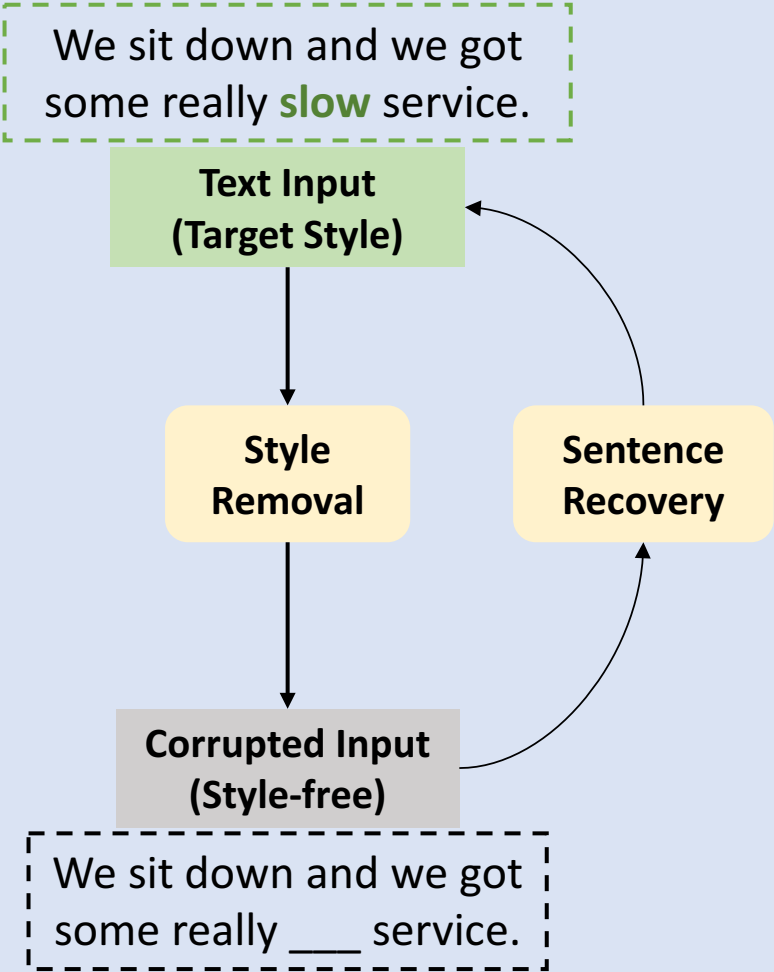 We sit down and we got
some really slow service.
Text Input
(Target Style)
Style
Removal
Sentence
Recovery
Corrupted Input
(Style-free)
We sit down and we got
some really ___ service.